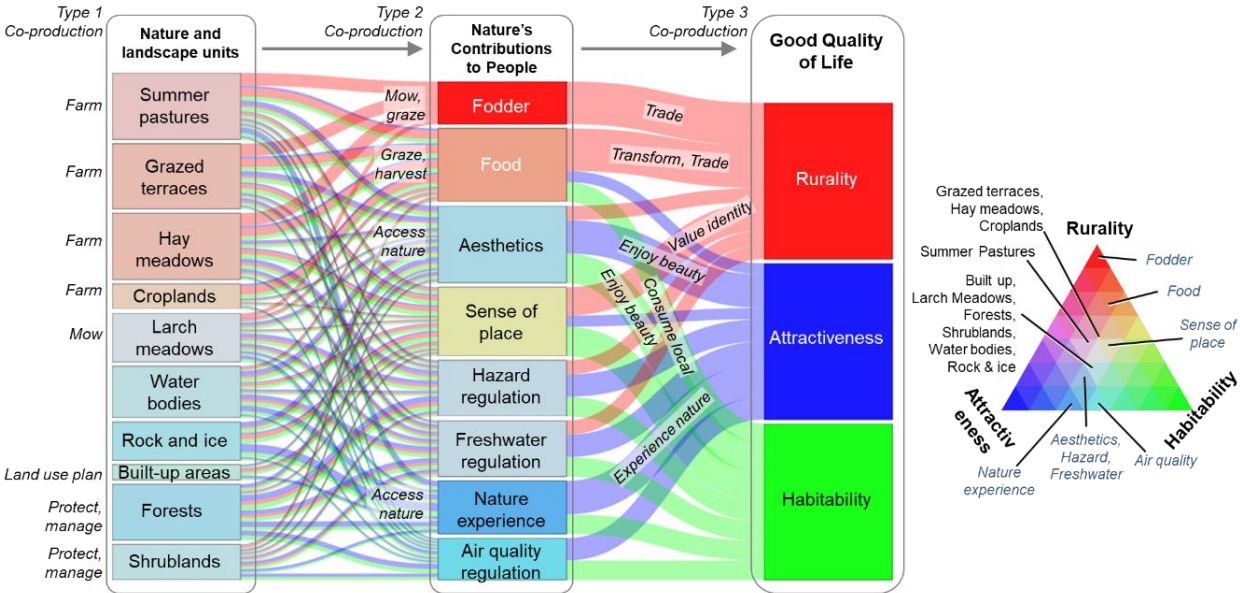 Type 1
Co-production
Type 2
Co-production
Type 3
Co-production
Nature and
landscape units
Nature's
Contributions
to People
Good Quality
of Life
Farm
Farm
Farm
Farm
Mow
Land use plan
Protect,
manage
Protect,
manage
Summer
pastures
Grazed
terraces
Hay
meadows
Croplands
Larch
meadows
Water
bodies
Rock and ice
Built-up areas
Forests
Shrublands
Mow,
graze
Graze,
harvest
Access
nature
Access
nature
Fodder
Food
Aesthetics
Sense of
place
Hazard
regulation
Freshwater
regulation
Nature
experience
Air quality
regulation
Trade
Transform, Trade
Value identity
Enjoy beauty
Enjoy beauty
Consume local
Experience nature
Rurality
Attractiveness
Habitability
Grazed terraces,
Hay meadows,
Croplands
Summer Pastures
Built up,
Larch Meadows,
Forests,
Shrublands,
Water bodies,
Rock & ice
Rurality
Fodder
Food
Sense of
place
Attractiv
eness
Habitability
Nature
experience
Aesthetics,
Hazard,
Freshwater
Air quality